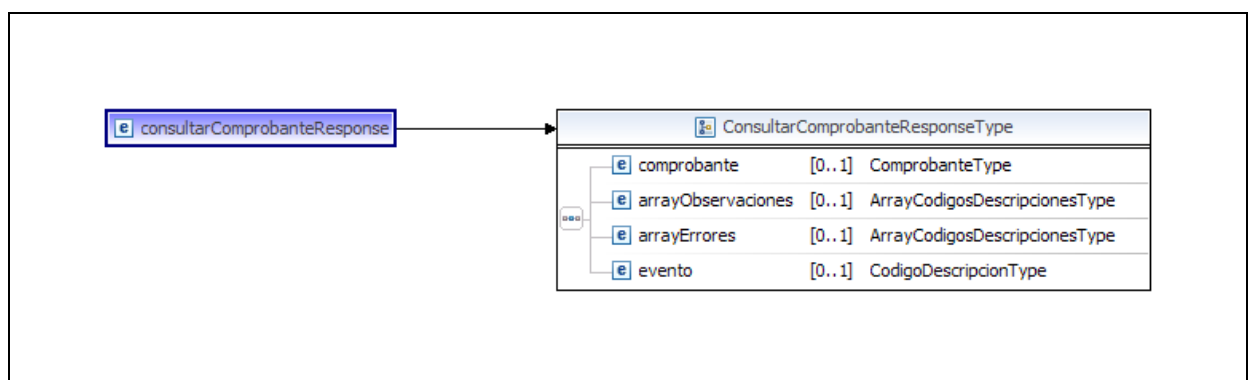 e consultarComprobanteResponse
ConsultarComprobanteResponseType
e comprobante [0..1] ComprobanteType
e arrayObservaciones [0..1] ArrayCodigosDescripcionesType
e arrayErrores [0..1] ArrayCodigosDescripcionesType
e evento [0..1] CodigoDescripcionType